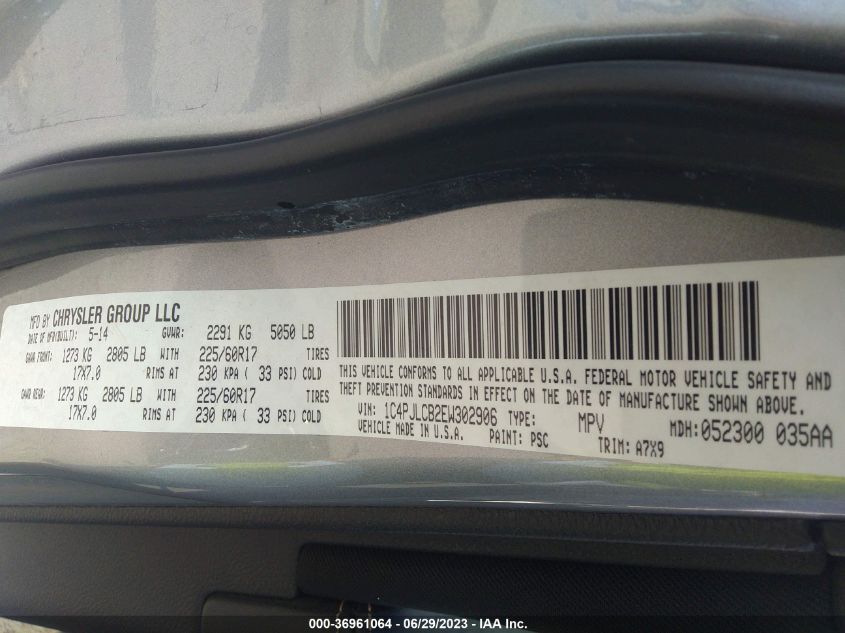 MFD BY CHRYSLER GROUP LLC
DATE OF MFR(BUILT): 5-14 GVWR: 2291 KG 5050 LB
GAWR FRONT: 1273 KG 2805 LB WITH 225/60R17 TIRES
17X7.0 RIMS AT 230 KPA ( 33 PSI) COLD
GAWR REAR: 1273 KG 2805 LB WITH 225/60R17 TIRES
17X7.0 RIMS AT 230 KPA ( 33 PSI) COLD
THIS VEHICLE CONFORMS TO ALL APPLICABLE U.S.A. FEDERAL MOTOR VEHICLE SAFETY AND
THEFT PREVENTION STANDARDS IN EFFECT ON THE DATE OF MANUFACTURE SHOWN ABOVE.
VIN: 1C4PJLCB2EW302906 TYPE: MPV MDH: 052300 035AA
VEHICLE MADE IN U.S.A. PAINT: PSC TRIM: A7X9
000-36961064 / 06/29/2023 - IAA Inc.